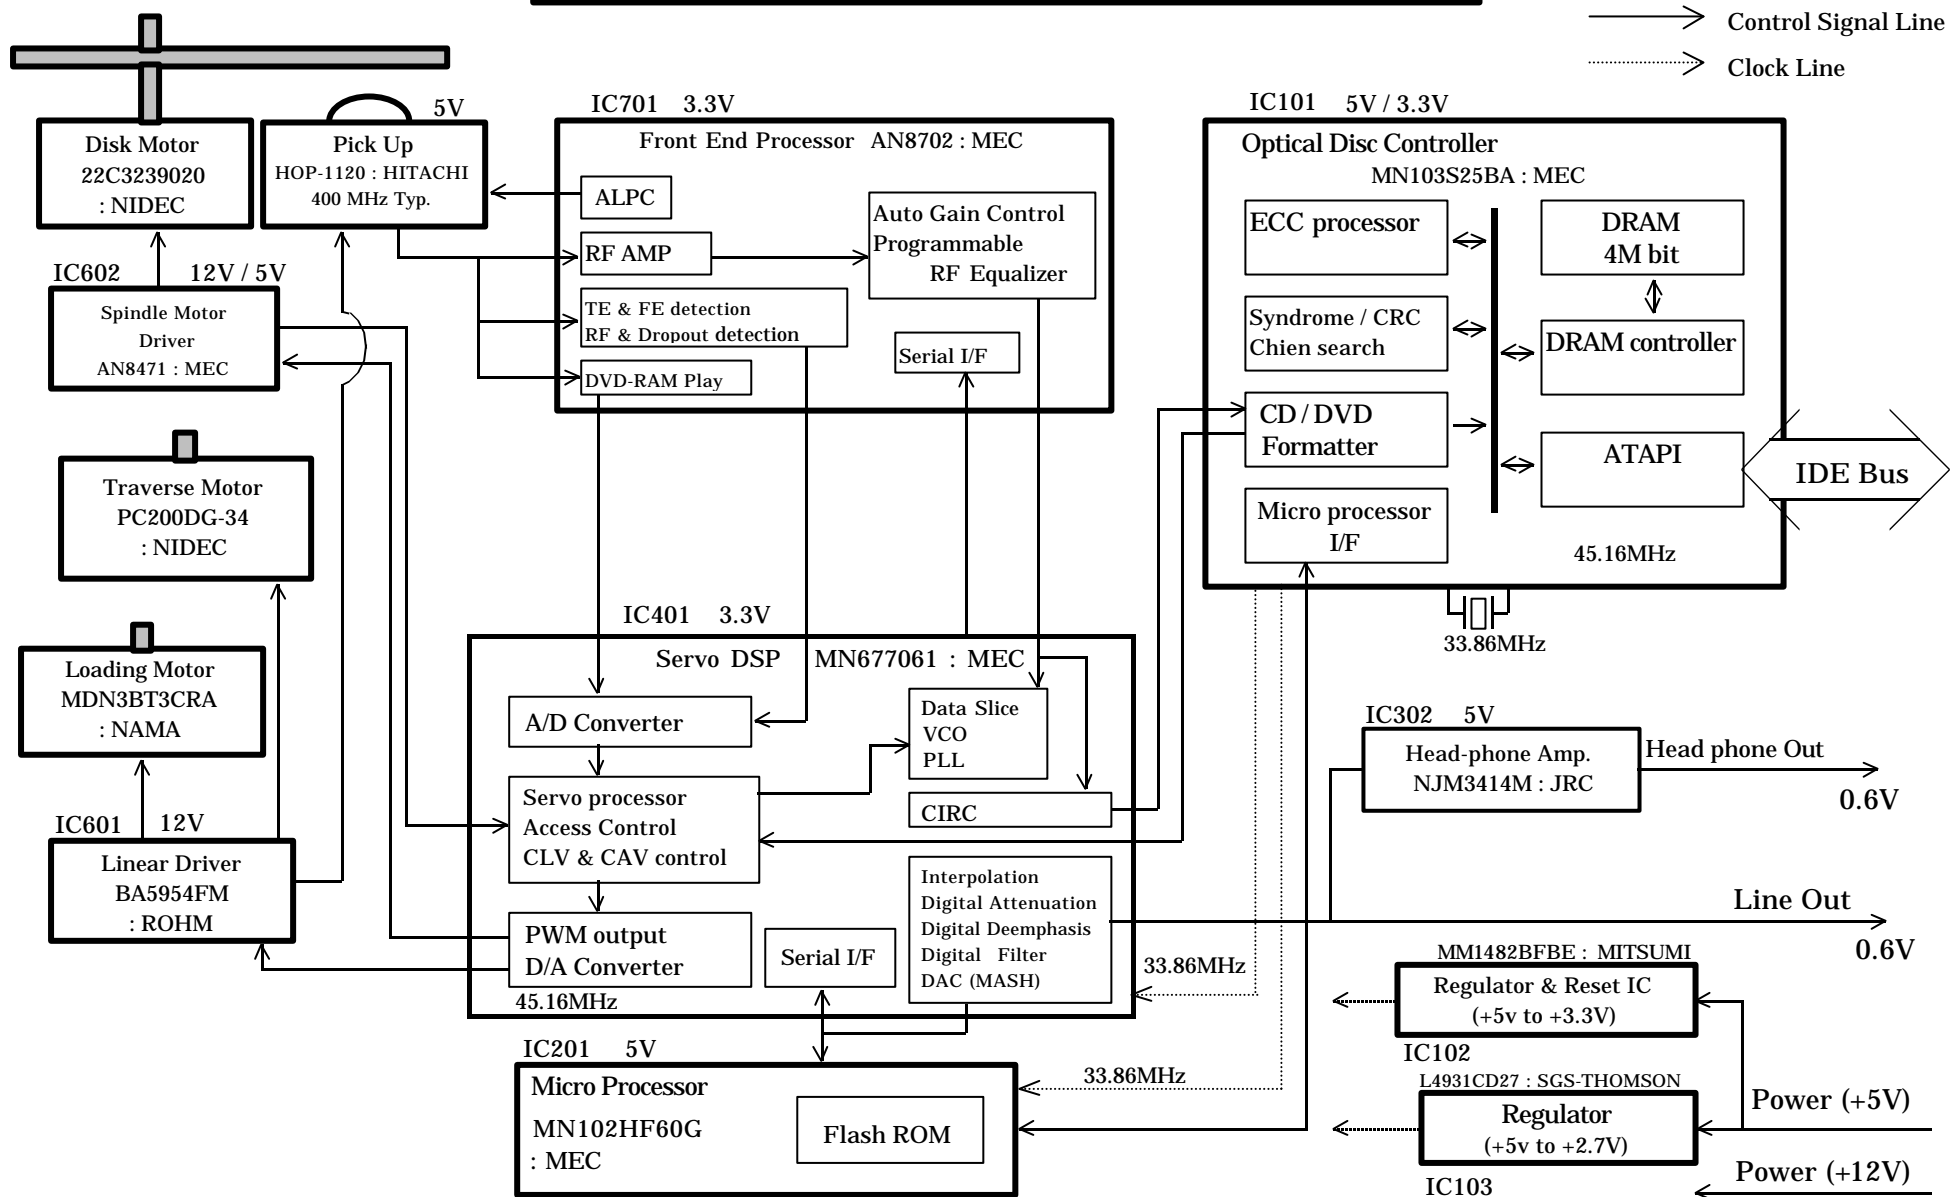 Control Signal Line
Clock Line
Disk Motor
22C3239020
: NIDEC
5V
Pick Up
HOP-1120 : HITACHI
400 MHz Typ.
IC701 3.3V
Front End Processor AN8702 : MEC
ALPC
RF AMP
Auto Gain Control
Programmable
RF Equalizer
TE & FE detection
RF & Dropout detection
DVD-RAM Play
Serial I/F
IC101 5V / 3.3V
Optical Disc Controller
MN103S25BA : MEC
ECC processor
DRAM
4M bit
Syndrome / CRC
Chien search
DRAM controller
CD / DVD
Formatter
ATAPI
IDE Bus
Micro processor
I/F
45.16MHz
33.86MHz
IC602 12V / 5V
Spindle Motor
Driver
AN8471 : MEC
Traverse Motor
PC200DG-34
: NIDEC
Loading Motor
MDN3BT3CRA
: NAMA
IC601 12V
Linear Driver
BA5954FM
: ROHM
IC401 3.3V
Servo DSP MN677061 : MEC
A/D Converter
Data Slice
VCO
PLL
Servo processor
Access Control
CLV & CAV control
CIRC
PWM output
D/A Converter
Serial I/F
Interpolation
Digital Attenuation
Digital Deemphasis
Digital Filter
DAC (MASH)
45.16MHz
33.86MHz
IC302 5V
Head-phone Amp.
NJM3414M : JRC
Head phone Out
0.6V
Line Out
0.6V
MM1482BFBE : MITSUMI
Regulator & Reset IC
(+5v to +3.3V)
IC102
L4931CD27 : SGS-THOMSON
Regulator
(+5v to +2.7V)
IC103
Power (+5V)
Power (+12V)
IC201 5V
Micro Processor
MN102HF60G
: MEC
Flash ROM
33.86MHz